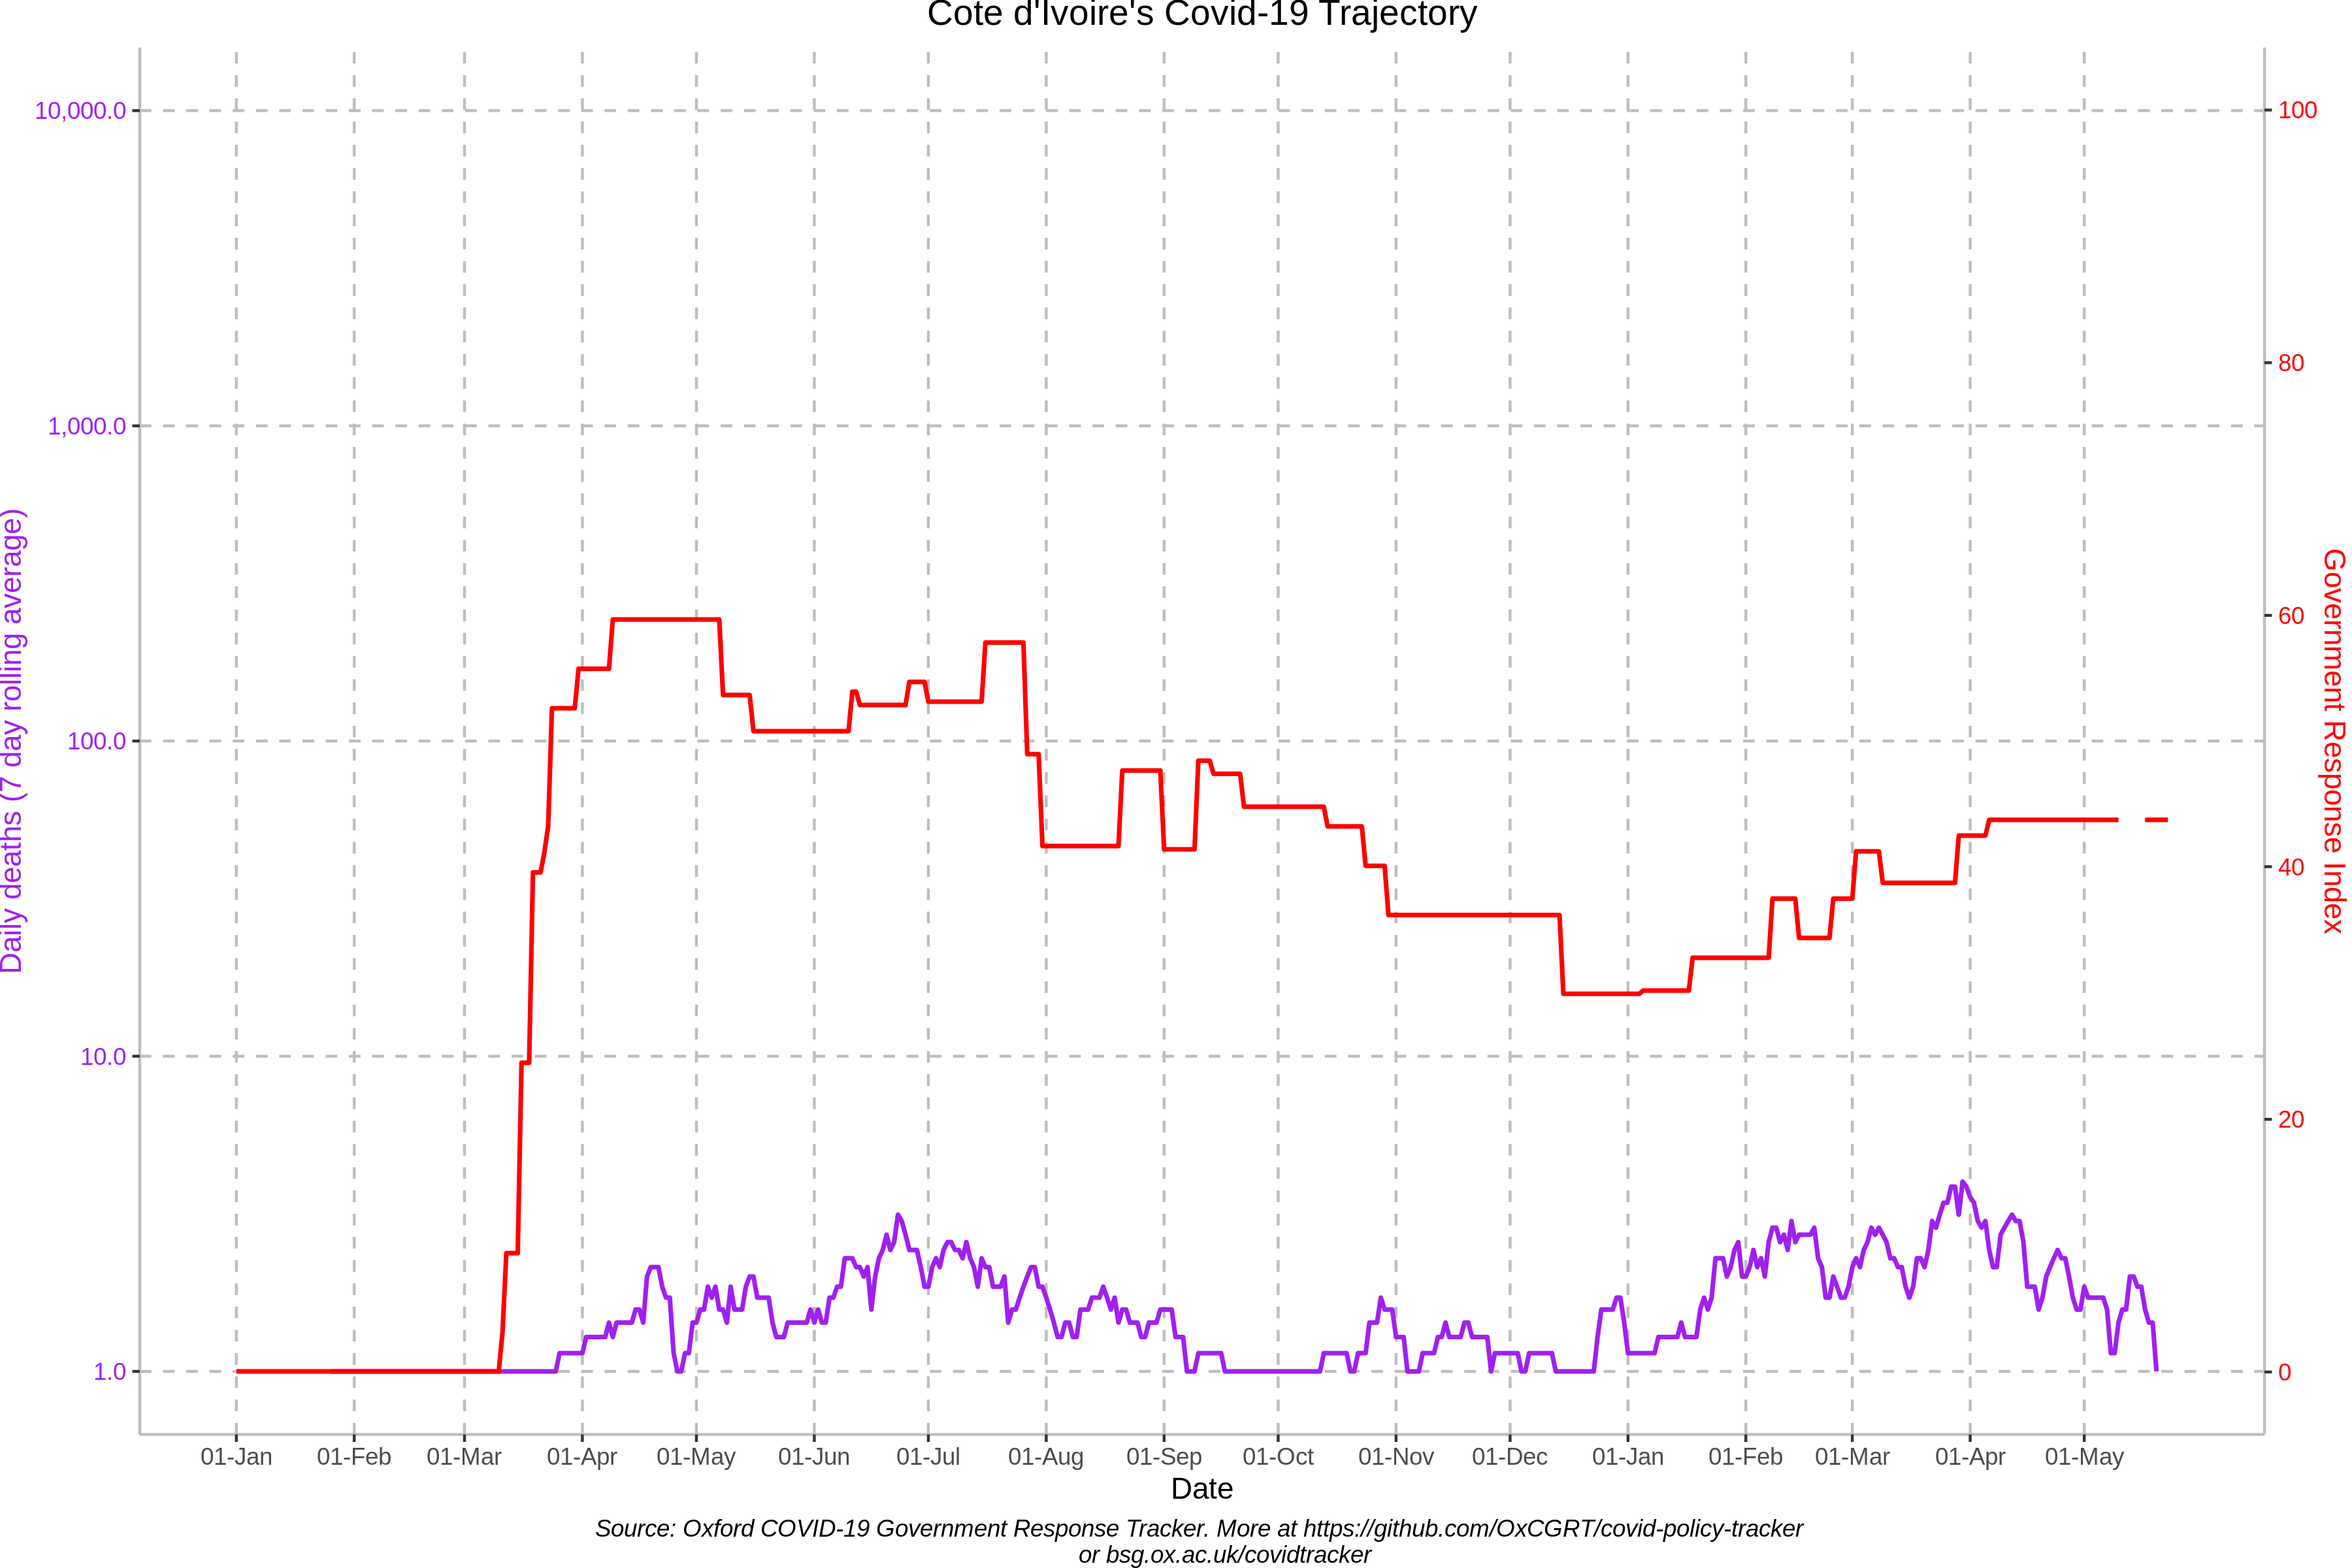 Cote d'Ivoire's Covid-19 Trajectory
Daily deaths (7 day rolling average)
10,000.0
1,000.0
100.0
10.0
1.0
Government Response Index
100
80
60
40
20
0
01-Jan 01-Feb 01-Mar 01-Apr 01-May 01-Jun 01-Jul 01-Aug 01-Sep 01-Oct 01-Nov 01-Dec 01-Jan 01-Feb 01-Mar 01-Apr 01-May
Date
Source: Oxford COVID-19 Government Response Tracker. More at https://github.com/OxCGRT/covid-policy-tracker
or bsg.ox.ac.uk/covidtracker